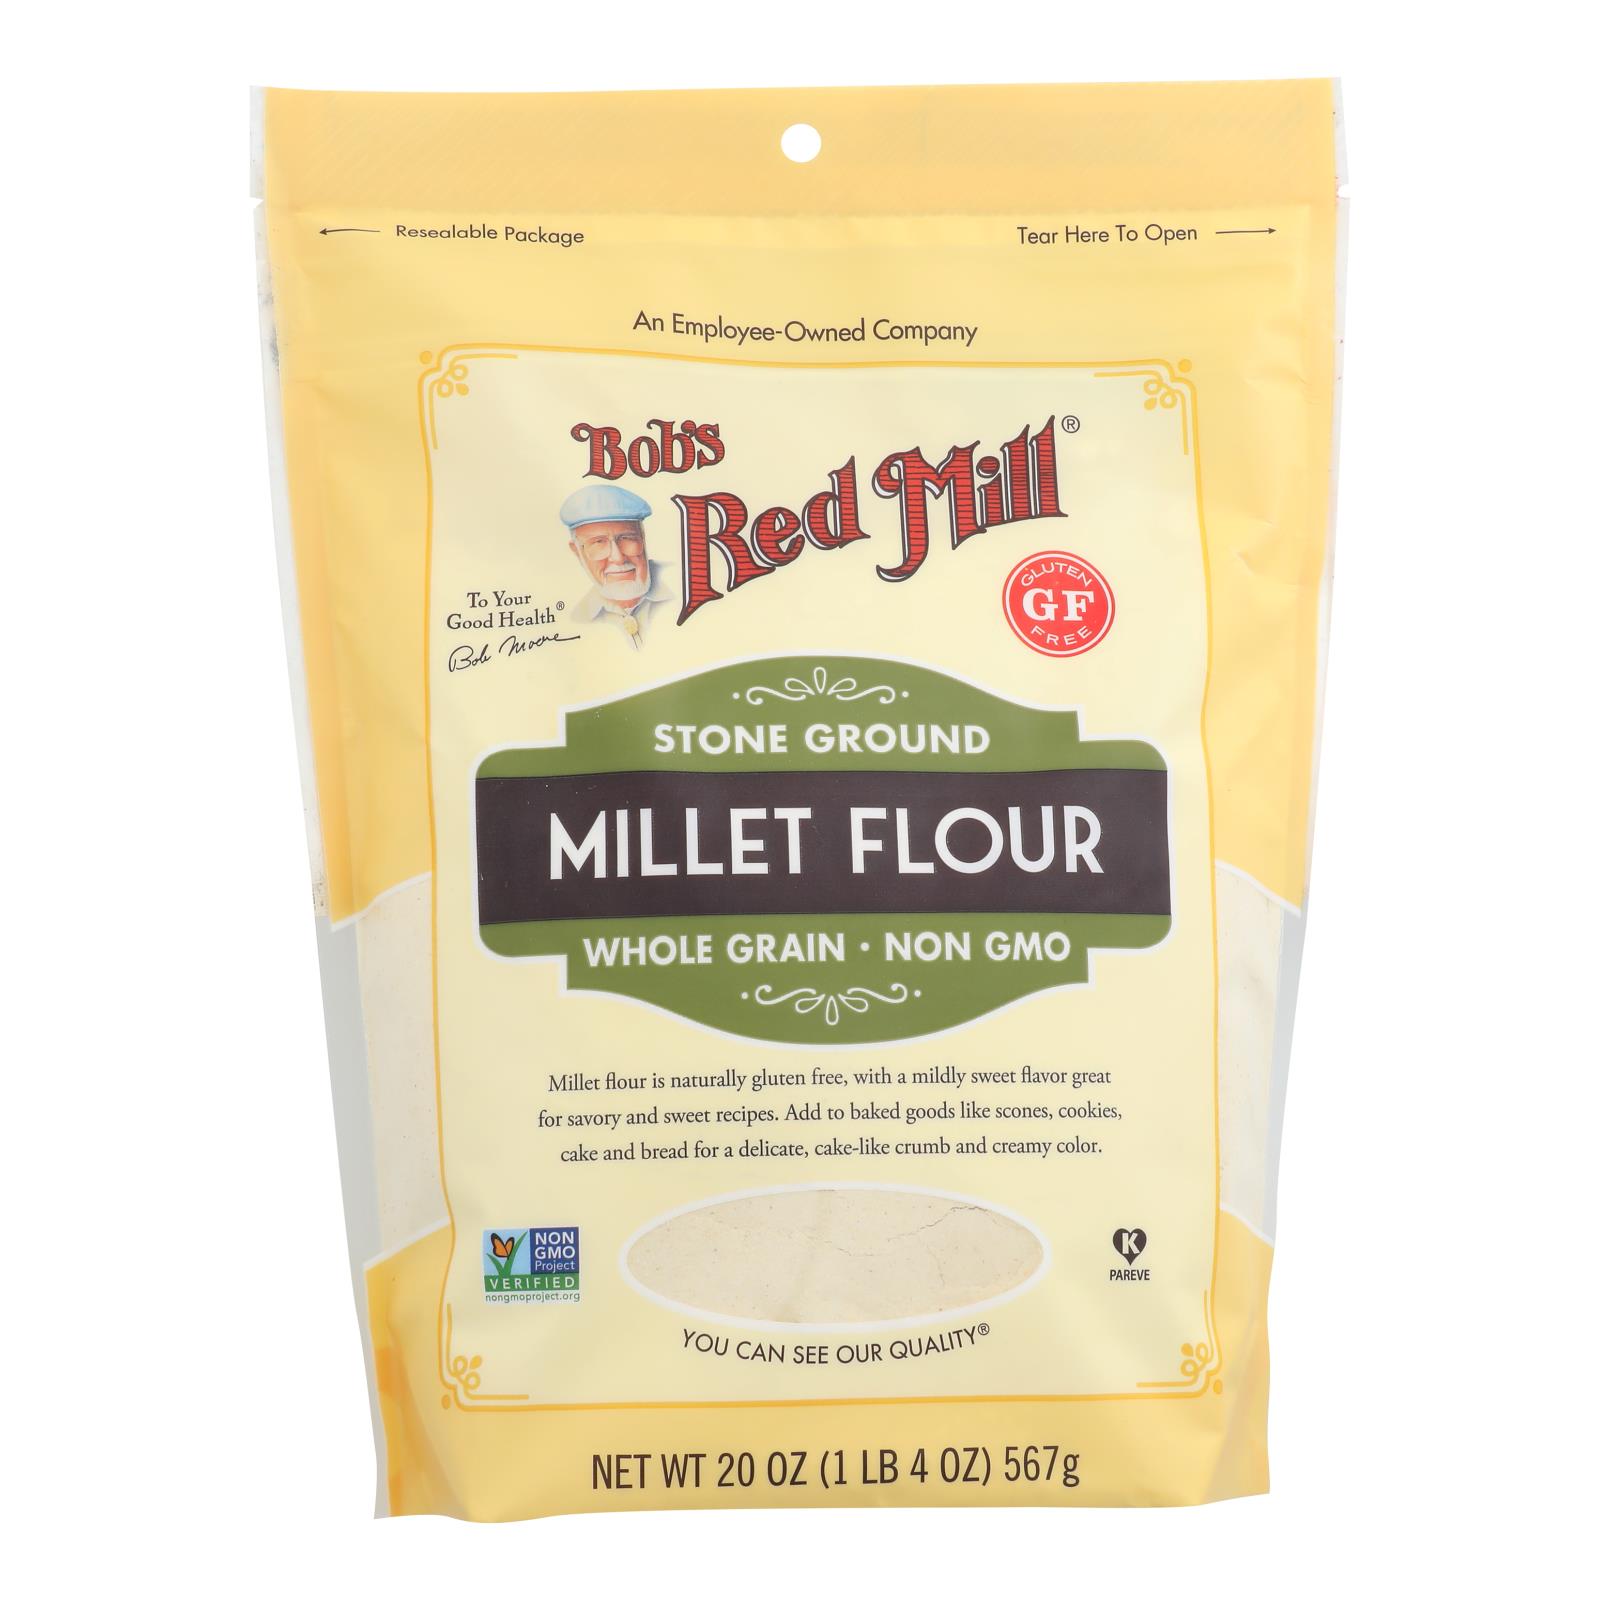 Resealable Package
Tear Here To Open
An Employee-Owned Company
Bob's
Red Mill®
To Your
Good Health®
Bob Moore
GLUTEN
GF
FREE
STONE GROUND
MILLET FLOUR
WHOLE GRAIN · NON GMO
Millet flour is naturally gluten free, with a mildly sweet flavor great
for savory and sweet recipes. Add to baked goods like scones, cookies,
cake and bread for a delicate, cake-like crumb and creamy color.
NON
GMO
Project
VERIFIED
nongmoproject.org
K
PAREVE
YOU CAN SEE OUR QUALITY®
NET WT 20 OZ (1 LB 4 OZ) 567g